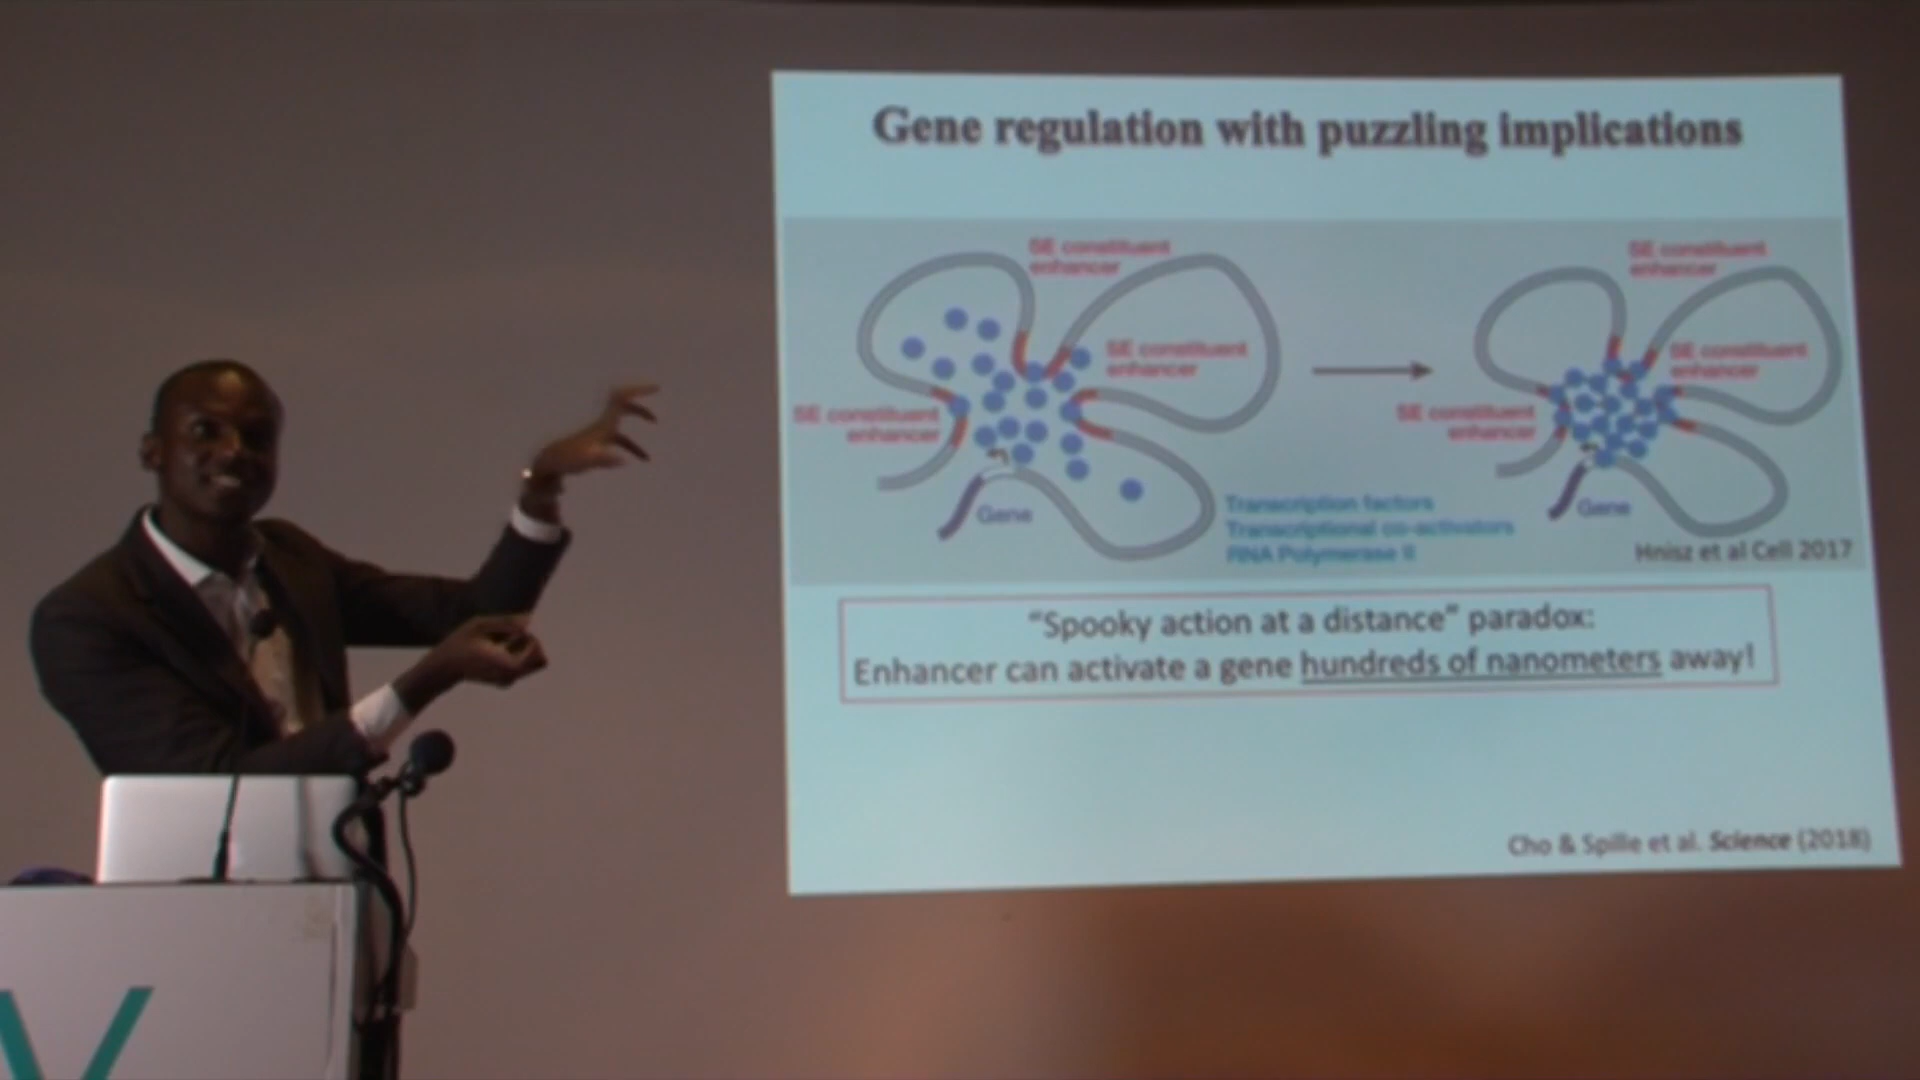 Gene regulation with puzzling implications
SE constituent
enhancer
SE constituent
enhancer
SE constituent
enhancer
Gene
Transcription factors
Transcriptional co-activators
RNA Polymerase II
SE constituent
enhancer
SE constituent
enhancer
SE constituent
enhancer
Gene
Hnisz et al Cell 2017
“Spooky action at a distance” paradox:
Enhancer can activate a gene hundreds of nanometers away!
Cho & Spille et al. Science (2018)